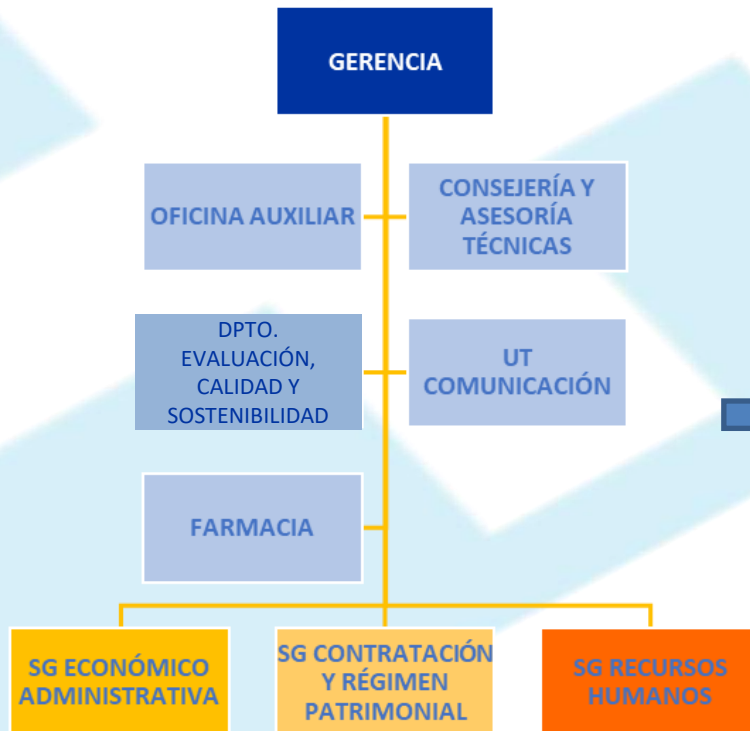 GERENCIA
OFICINA AUXILIAR
CONSEJERÍA Y
ASESORÍA
TÉCNICAS
DPTO.
EVALUACIÓN,
CALIDAD Y
SOSTENIBILIDAD
UT
COMUNICACIÓN
FARMACIA
SG ECONÓMICO
ADMINISTRATIVA
SG CONTRATACIÓN
Y RÉGIMEN
PATRIMONIAL
SG RECURSOS
HUMANOS